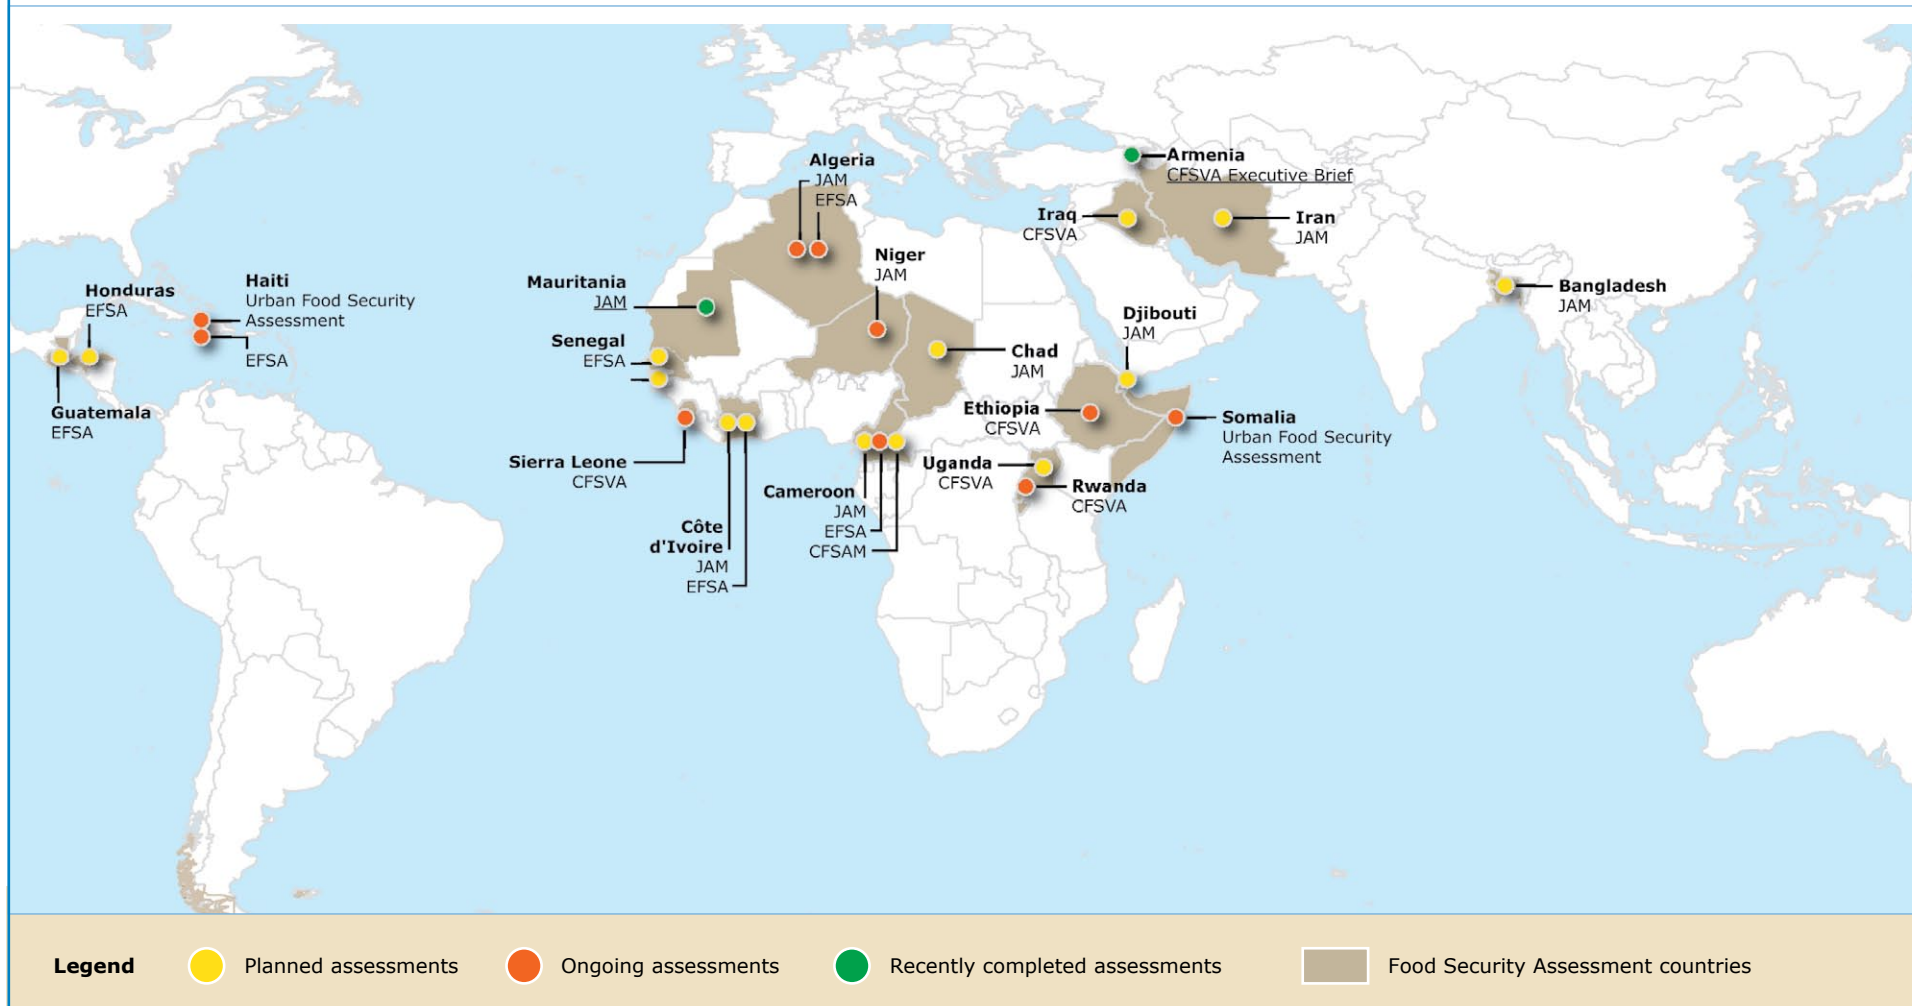 Algeria
JAM
EFSA
Armenia
CFSVA Executive Brief
Iraq
CFSVA
Iran
JAM
Niger
JAM
Mauritania
JAM
Haiti
Urban Food Security
Assessment
EFSA
Honduras
EFSA
Bangladesh
JAM
Djibouti
JAM
Senegal
EFSA
Chad
JAM
Guatemala
EFSA
Ethiopia
CFSVA
Somalia
Urban Food Security
Assessment
Sierra Leone
CFSVA
Uganda
CFSVA
Rwanda
CFSVA
Cameroon
JAM
EFSA
CFSAM
Côte
d'Ivoire
JAM
EFSA
Legend
Planned assessments
Ongoing assessments
Recently completed assessments
Food Security Assessment countries